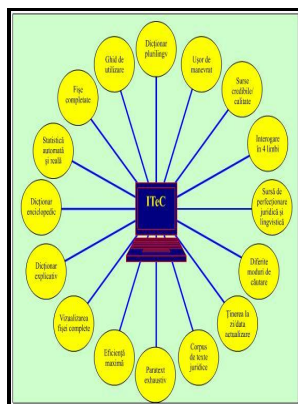 Dicționar
plurilingv
Ușor de
manevrat
Surse
credibile/
calitate
Interogare
în 4 limbi
Sursă de
perfecționare
juridică și
lingvistică
Diferite
moduri de
căutare
Ținerea la
zi/data
actualizare
Corpus
de texte
juridice
Paratext
exhaustiv
Eficiență
maximă
Vizualizarea
fișei complete
Dicționar
explicativ
Dicționar
enciclopedic
Statistică
automată
și reală
Fișe
completate
Ghid de
utilizare
ITeC